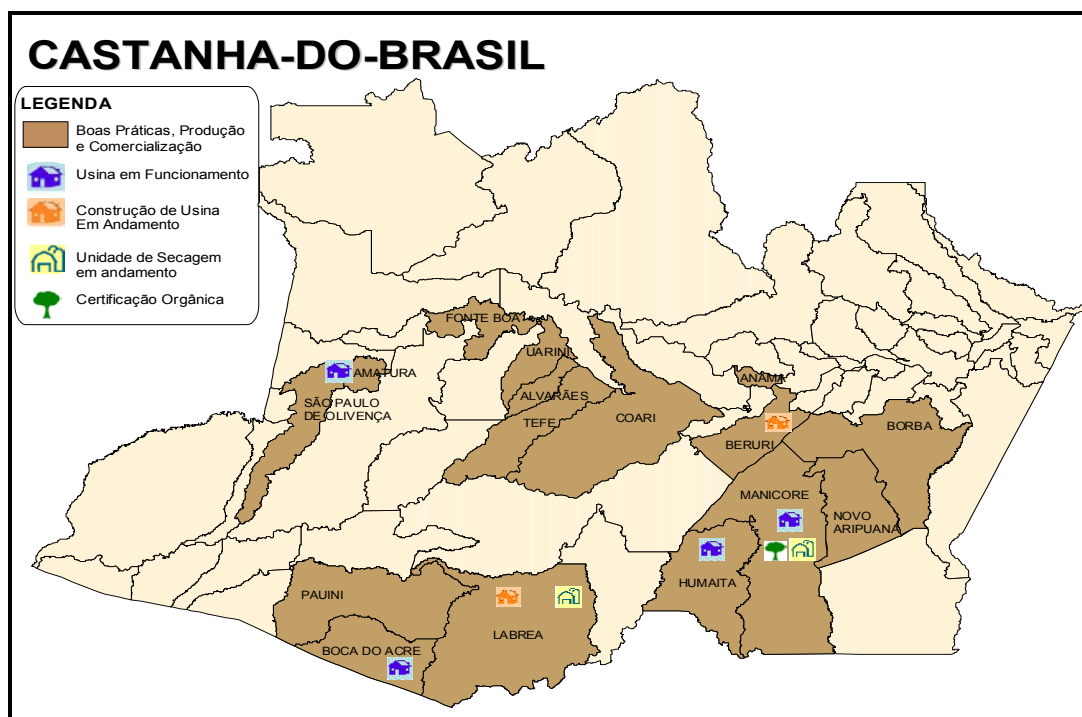 CASTANHA-DO-BRASIL
LEGENDA
Boas Práticas, Produção
e Comercialização
Usina em Funcionamento
Construção de Usina
Em Andamento
Unidade de Secagem
em andamento
Certificação Orgânica
FONTE BOA
UARINI
AMATURA
ANAMA
ALVARÃES
SÃO PAULO
DE OLIVENÇA
COARI
TEFE
BORBA
BERURI
MANICORE
NOVO
ARIPUANA
HUMAITA
PAUINI
LABREA
BOCA DO ACRE